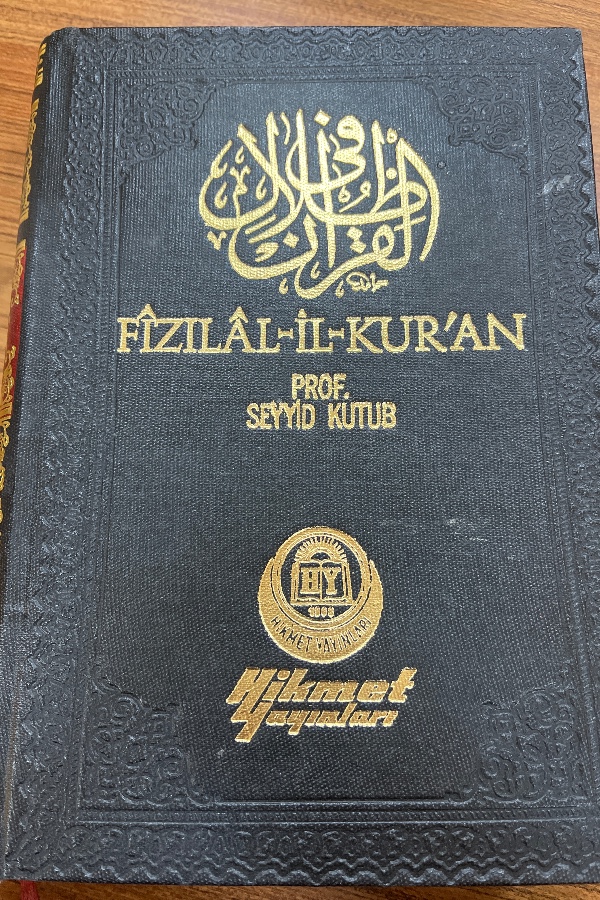 في ظلال القرآن
FÎZILÂL-İL-KUR'AN
PROF.
SEYYİD KUTUB
HY
HİKMET YAYINLARI
Hikmet
Yayınları